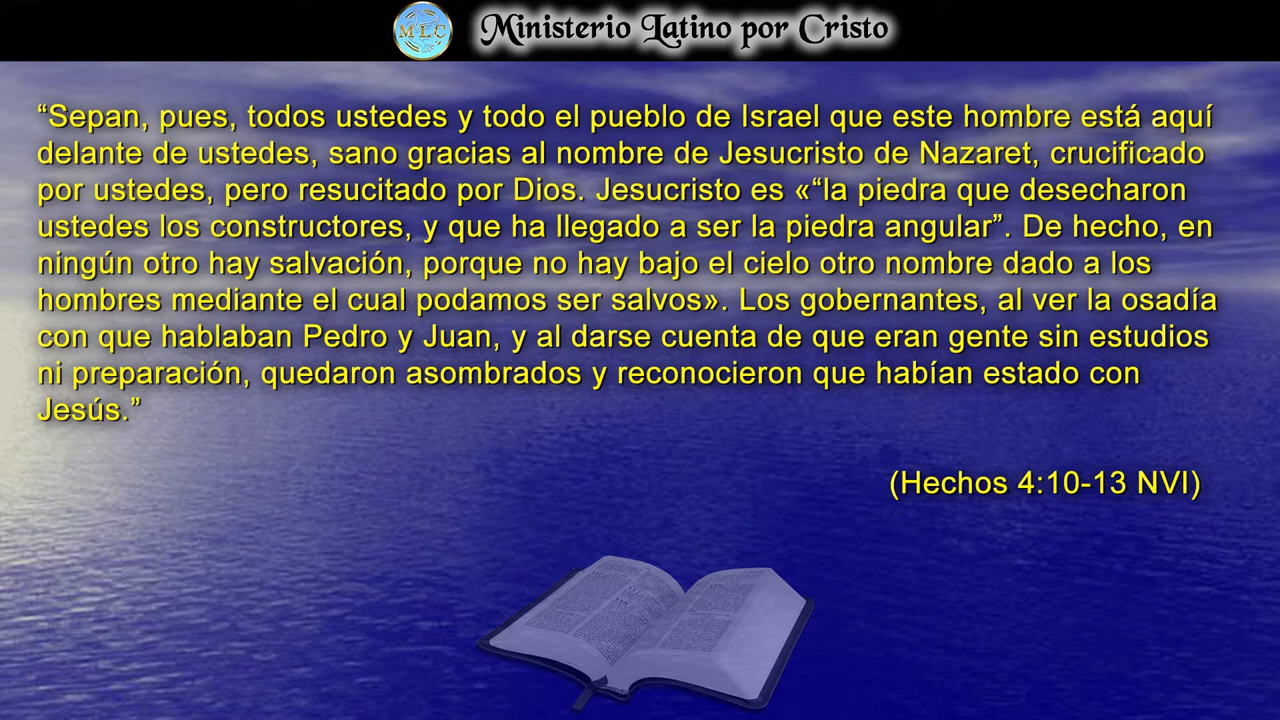 MLC
Ministerio Latino por Cristo
“Sepan, pues, todos ustedes y todo el pueblo de Israel que este hombre está aquí
delante de ustedes, sano gracias al nombre de Jesucristo de Nazaret, crucificado
por ustedes, pero resucitado por Dios. Jesucristo es «“la piedra que desecharon
ustedes los constructores, y que ha llegado a ser la piedra angular”. De hecho, en
ningún otro hay salvación, porque no hay bajo el cielo otro nombre dado a los
hombres mediante el cual podamos ser salvos». Los gobernantes, al ver la osadía
con que hablaban Pedro y Juan, y al darse cuenta de que eran gente sin estudios
ni preparación, quedaron asombrados y reconocieron que habían estado con
Jesús.”
(Hechos 4:10-13 NVI)